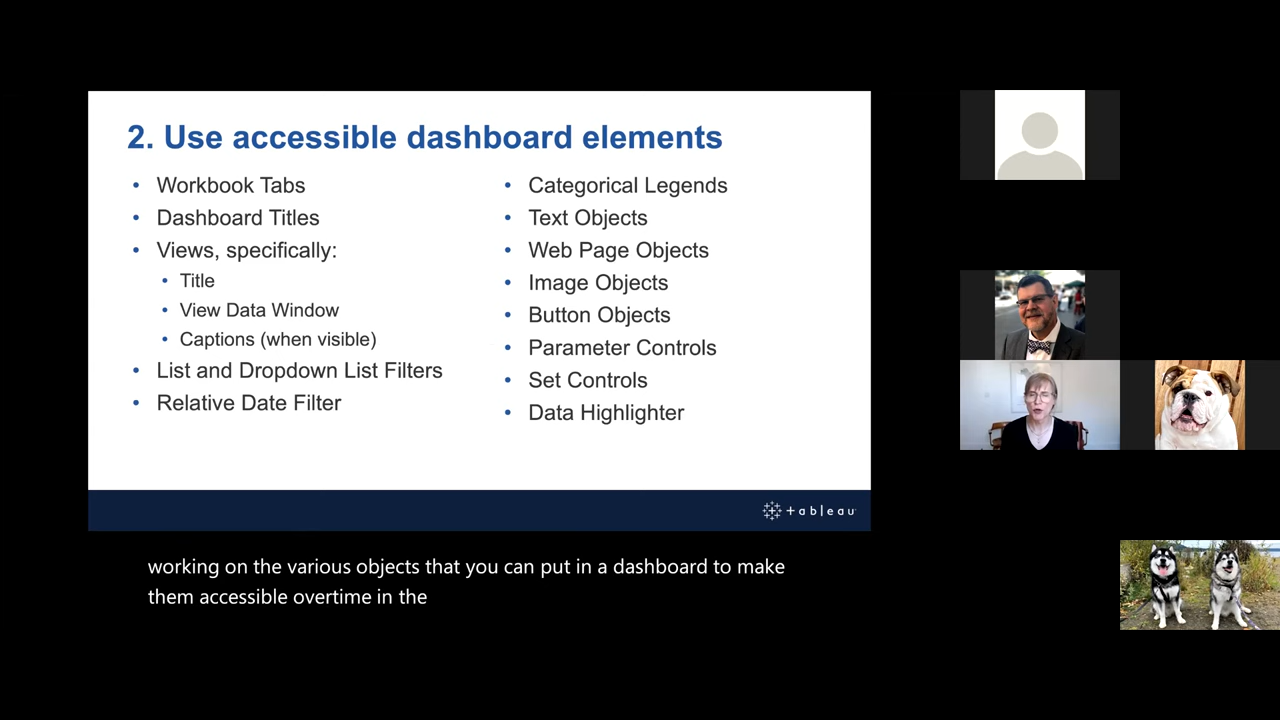 2. Use accessible dashboard elements
• Workbook Tabs
• Dashboard Titles
• Views, specifically:
• Title
• View Data Window
• Captions (when visible)
• List and Dropdown List Filters
• Relative Date Filter
• Categorical Legends
• Text Objects
• Web Page Objects
• Image Objects
• Button Objects
• Parameter Controls
• Set Controls
• Data Highlighter
+ a b l e a u
working on the various objects that you can put in a dashboard to make
them accessible overtime in the